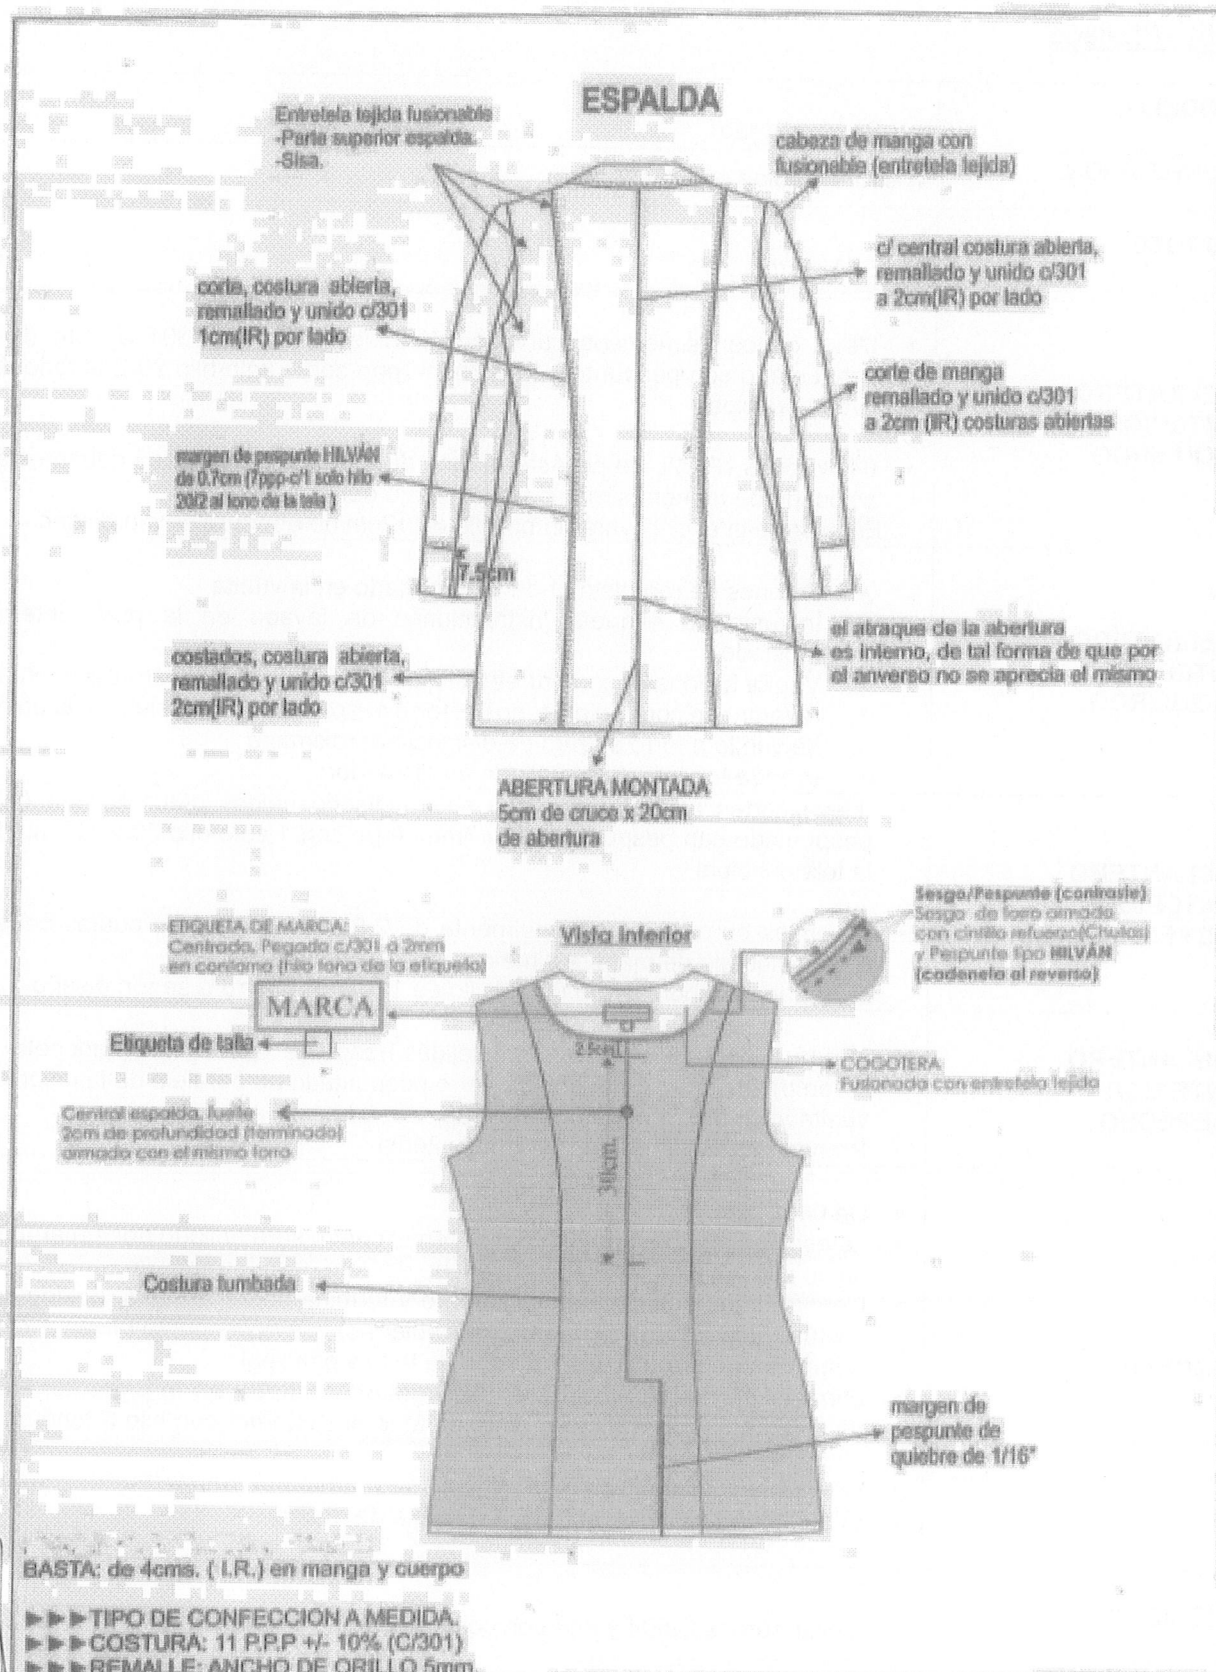 ESPALDA
Entretela tejida fusionable
-Parte superior espalda.
-Sisa.
cabeza de manga con
fusionable (entretela tejida)
c/ central costura abierta,
remallado y unido c/301
a 2cm(IR) por lado
corte, costura abierta,
remallado y unido c/301
1cm(IR) por lado
corte de manga
remallado y unido c/301
a 2cm (IR) costuras abiertas
margen de pespunte HILVÁN
de 0.7cm (7ppp-c/1 solo hilo
20/2 al tono de la tela )
7.5cm
el atraque de la abertura
es interno, de tal forma de que por
el anverso no se aprecia el mismo
costados, costura abierta,
remallado y unido c/301
2cm(IR) por lado
ABERTURA MONTADA
5cm de cruce x 20cm
de abertura
Sesgo/Pespunte (contraste)
Sesgo de forro armado
con cintillo refuerzo(Chutas)
y Pespunte tipo HILVÁN
(cadeneta al reverso)
ETIQUETA DE MARCA:
Centrado, Pegado c/301 a 2mm
en contorno (hilo tono de la etiqueta)
Vista Interior
MARCA
Etiqueta de talla
2.5cm
COGOTERA
Fusionada con entretela tejida
Central espalda, fuelle
2cm de profundidad (terminado)
armado con el mismo forro
38cm.
Costura tumbada
margen de
pespunte de
quiebre de 1/16"
BASTA: de 4cms. ( I.R.) en manga y cuerpo
►►►TIPO DE CONFECCION A MEDIDA.
►►►COSTURA: 11 P.P.P +/- 10% (C/301)
►►►REMALLE: ANCHO DE ORILLO 5mm.